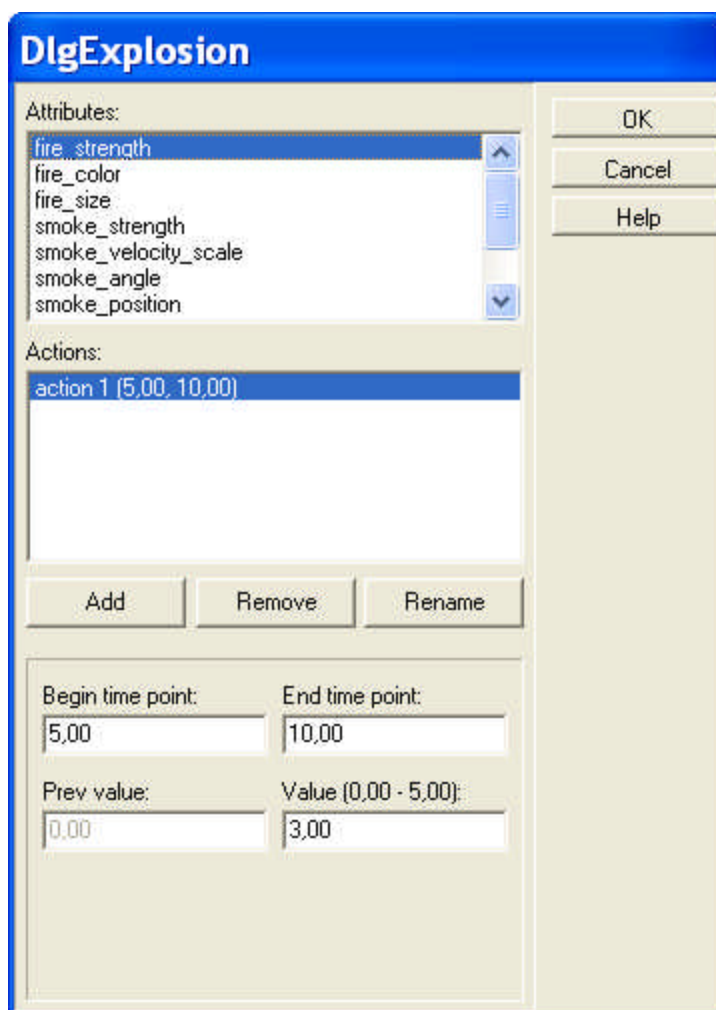 DlgExplosion
Attributes:
fire_strength
fire_color
fire_size
smoke_strength
smoke_velocity_scale
smoke_angle
smoke_position
OK
Cancel
Help
Actions:
action 1 (5,00, 10,00)
Add Remove Rename
Begin time point: End time point:
5,00 10,00
Prev value: Value (0,00 - 5,00):
0,00 3,00